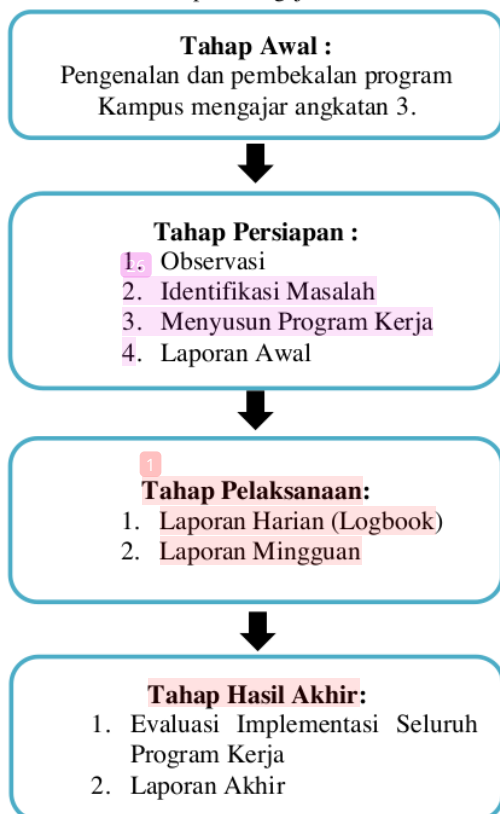 Tahap Awal :
Pengenalan dan pembekalan program
Kampus mengajar angkatan 3.
Tahap Persiapan :
1. Observasi
2. Identifikasi Masalah
3. Menyusun Program Kerja
4. Laporan Awal
1
Tahap Pelaksanaan:
1. Laporan Harian (Logbook)
2. Laporan Mingguan
Tahap Hasil Akhir:
1. Evaluasi Implementasi Seluruh
Program Kerja
2. Laporan Akhir